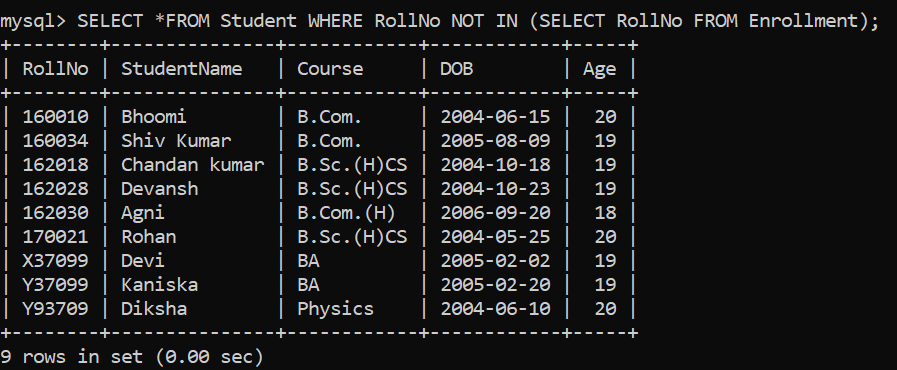 mysql> SELECT *FROM Student WHERE RollNo NOT IN (SELECT RollNo FROM Enrollment);
+--------+---------------+------------+------------+-----+
| RollNo | StudentName   | Course     | DOB        | Age |
+--------+---------------+------------+------------+-----+
| 160010 | Bhoomi        | B.Com.     | 2004-06-15 |  20 |
| 160034 | Shiv Kumar    | B.Com.     | 2005-08-09 |  19 |
| 162018 | Chandan kumar | B.Sc.(H)CS | 2004-10-18 |  19 |
| 162028 | Devansh       | B.Sc.(H)CS | 2004-10-23 |  19 |
| 162030 | Agni          | B.Com.(H)  | 2006-09-20 |  18 |
| 170021 | Rohan         | B.Sc.(H)CS | 2004-05-25 |  20 |
| X37099 | Devi          | BA         | 2005-02-02 |  19 |
| Y37099 | Kaniska       | BA         | 2005-02-20 |  19 |
| Y93709 | Diksha        | Physics    | 2004-06-10 |  20 |
+--------+---------------+------------+------------+-----+
9 rows in set (0.00 sec)